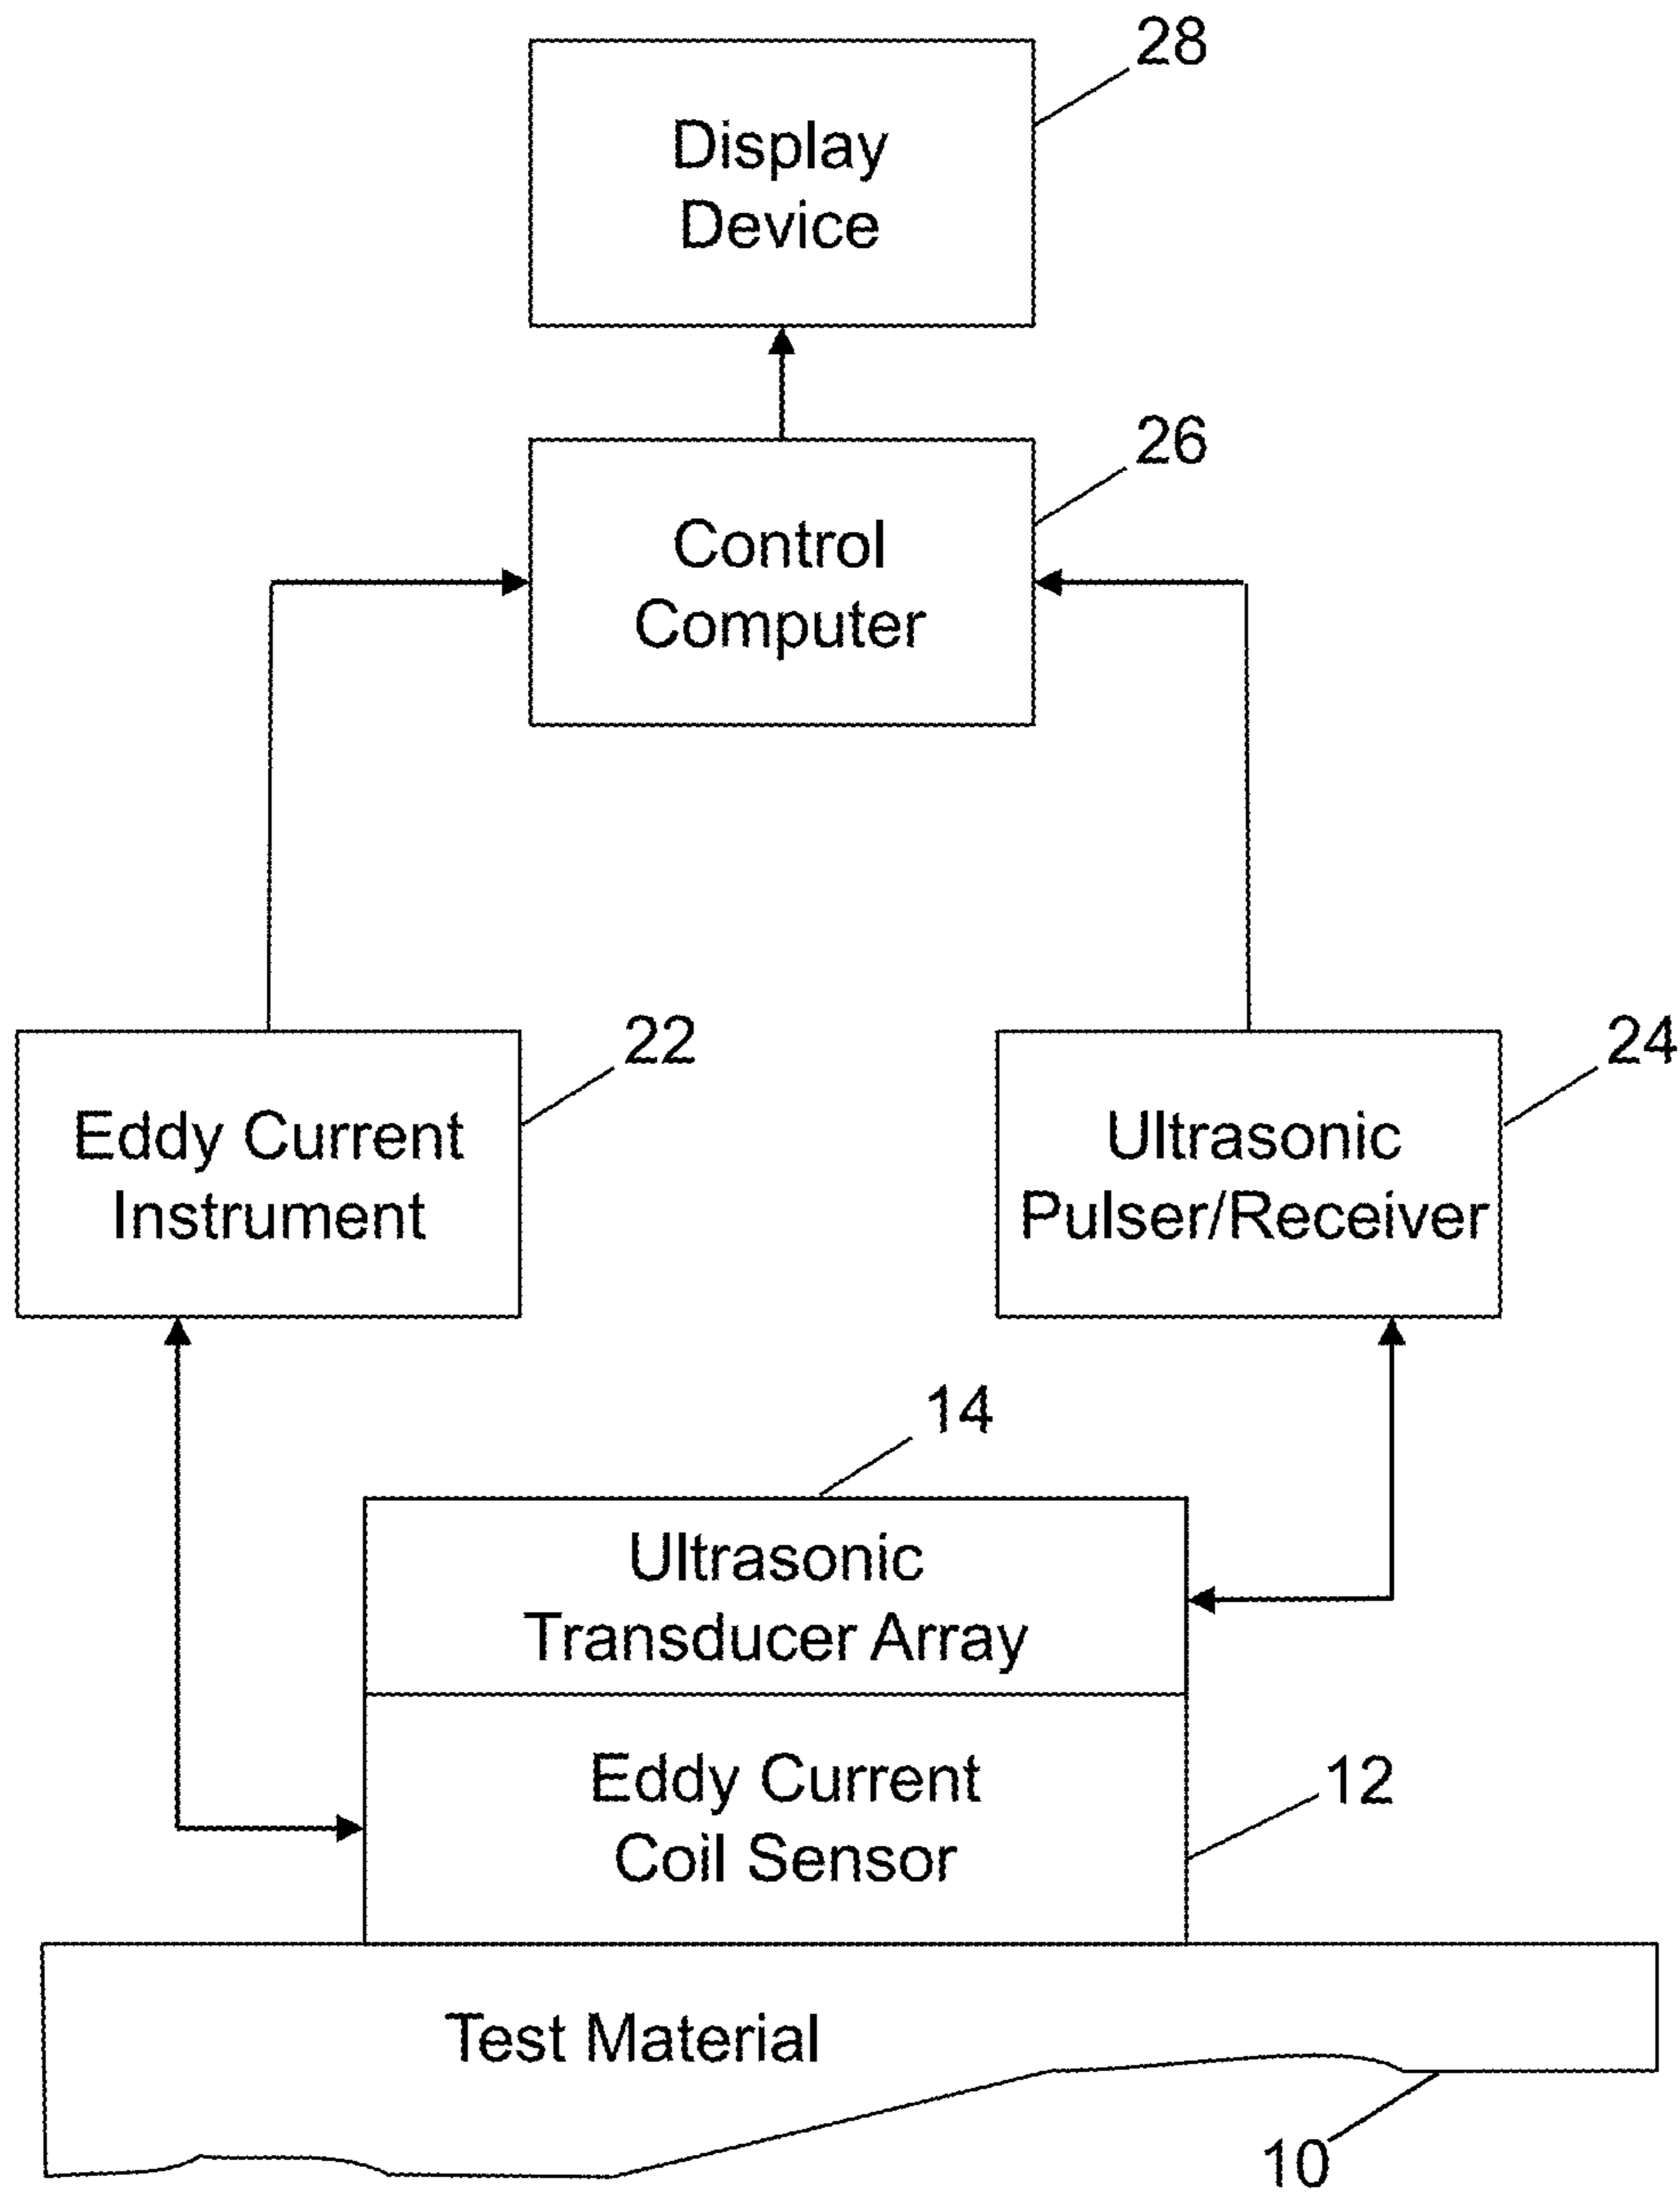 28
Display
Device
26
Control
Computer
22
Eddy Current
Instrument
24
Ultrasonic
Pulser/Receiver
14
Ultrasonic
Transducer Array
Eddy Current
Coil Sensor
12
Test Material
10